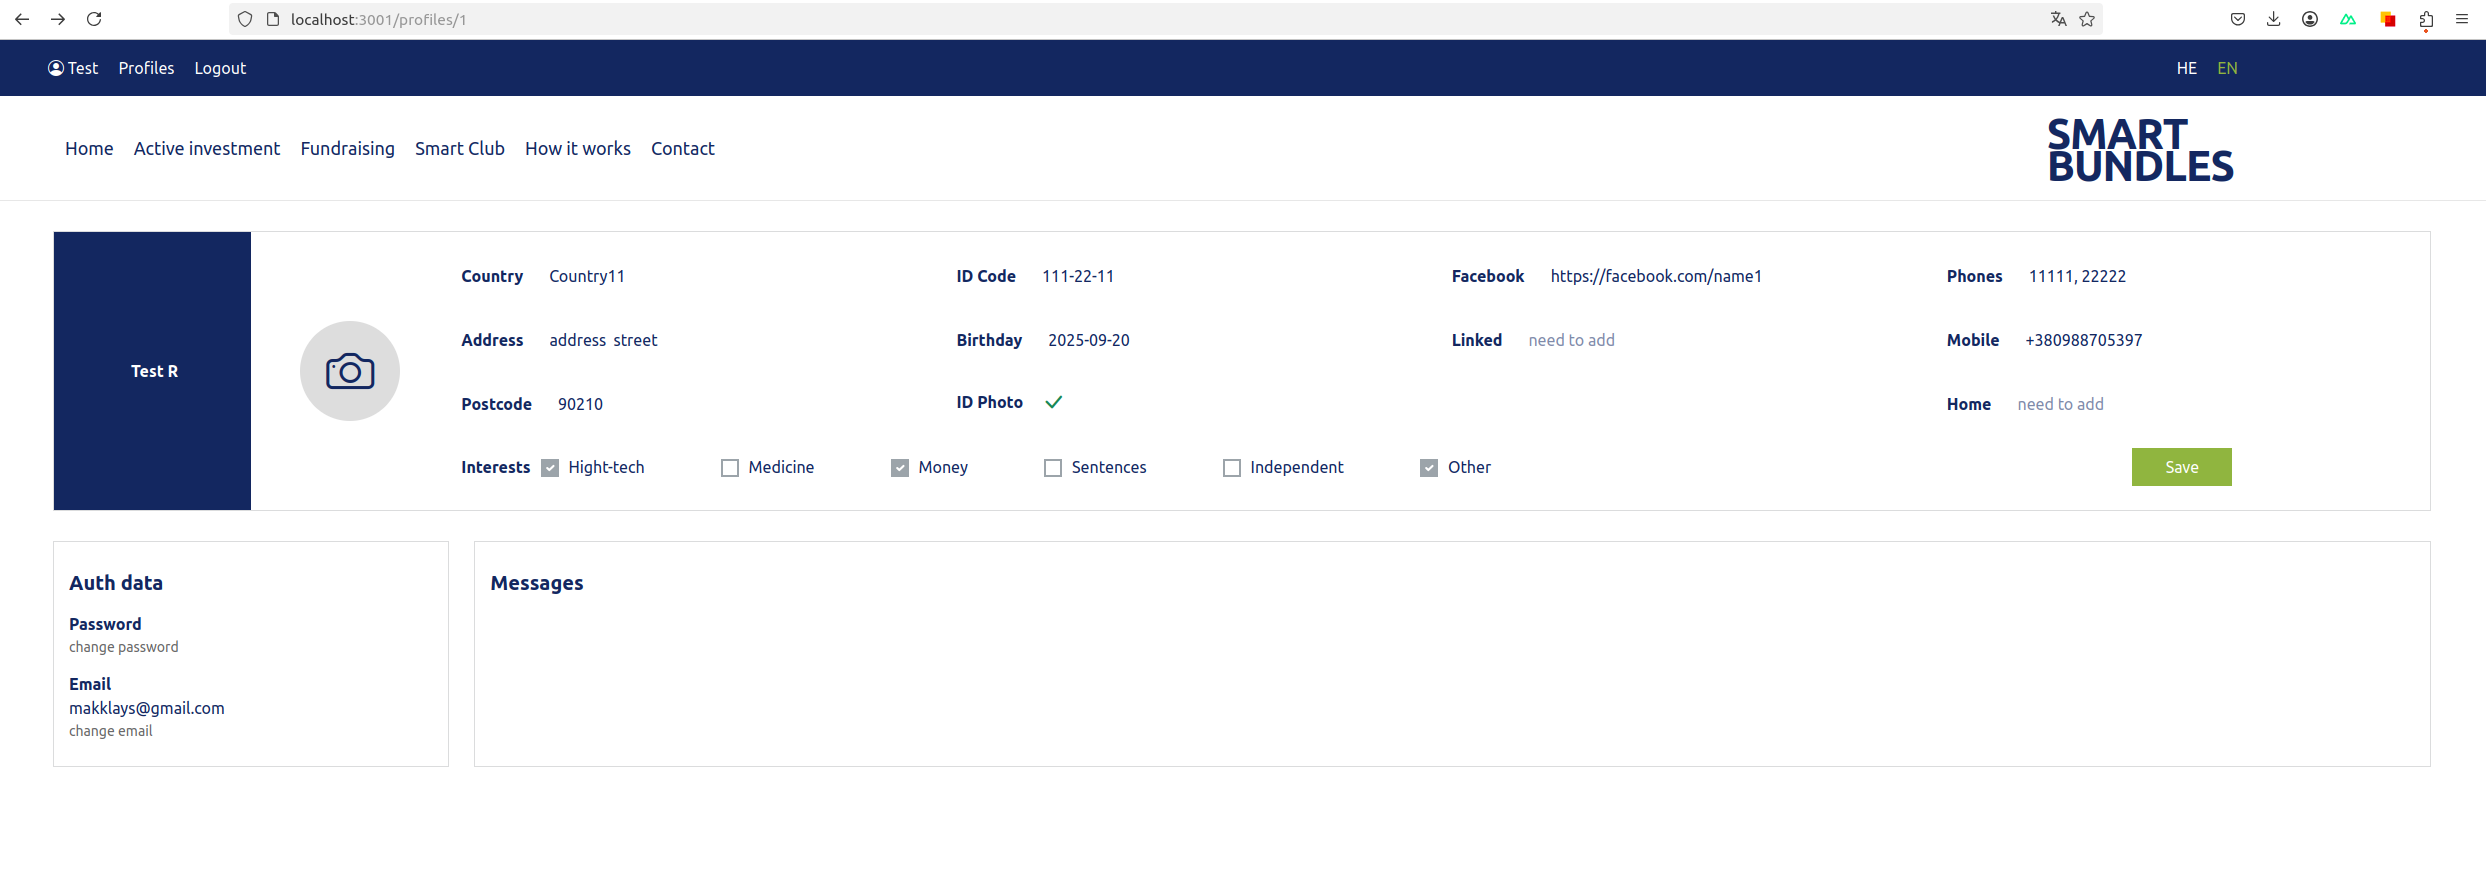 localhost:3001/profiles/1
Test Profiles Logout HE EN
Home Active investment Fundraising Smart Club How it works Contact
SMART
BUNDLES
Test R
Country Country11 ID Code 111-22-11 Facebook https://facebook.com/name1 Phones 11111, 22222
Address address street Birthday 2025-09-20 Linked need to add Mobile +380988705397
Postcode 90210 ID Photo Home need to add
Interests Hight-tech Medicine Money Sentences Independent Other Save
Auth data
Password
change password
Email
makklays@gmail.com
change email
Messages